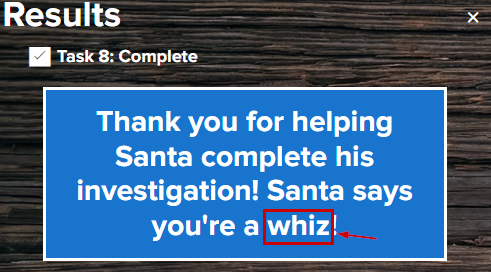 Results
×
Task 8: Complete
Thank you for helping
Santa complete his
investigation! Santa says
you're a whiz!